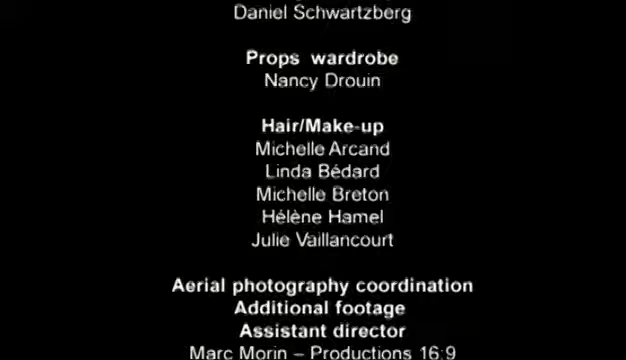 Daniel Schwartzberg
Props wardrobe
Nancy Drouin
Hair/Make-up
Michelle Arcand
Linda Bédard
Michelle Breton
Hélène Hamel
Julie Vaillancourt
Aerial photography coordination
Additional footage
Assistant director
Marc Morin – Productions 16:9